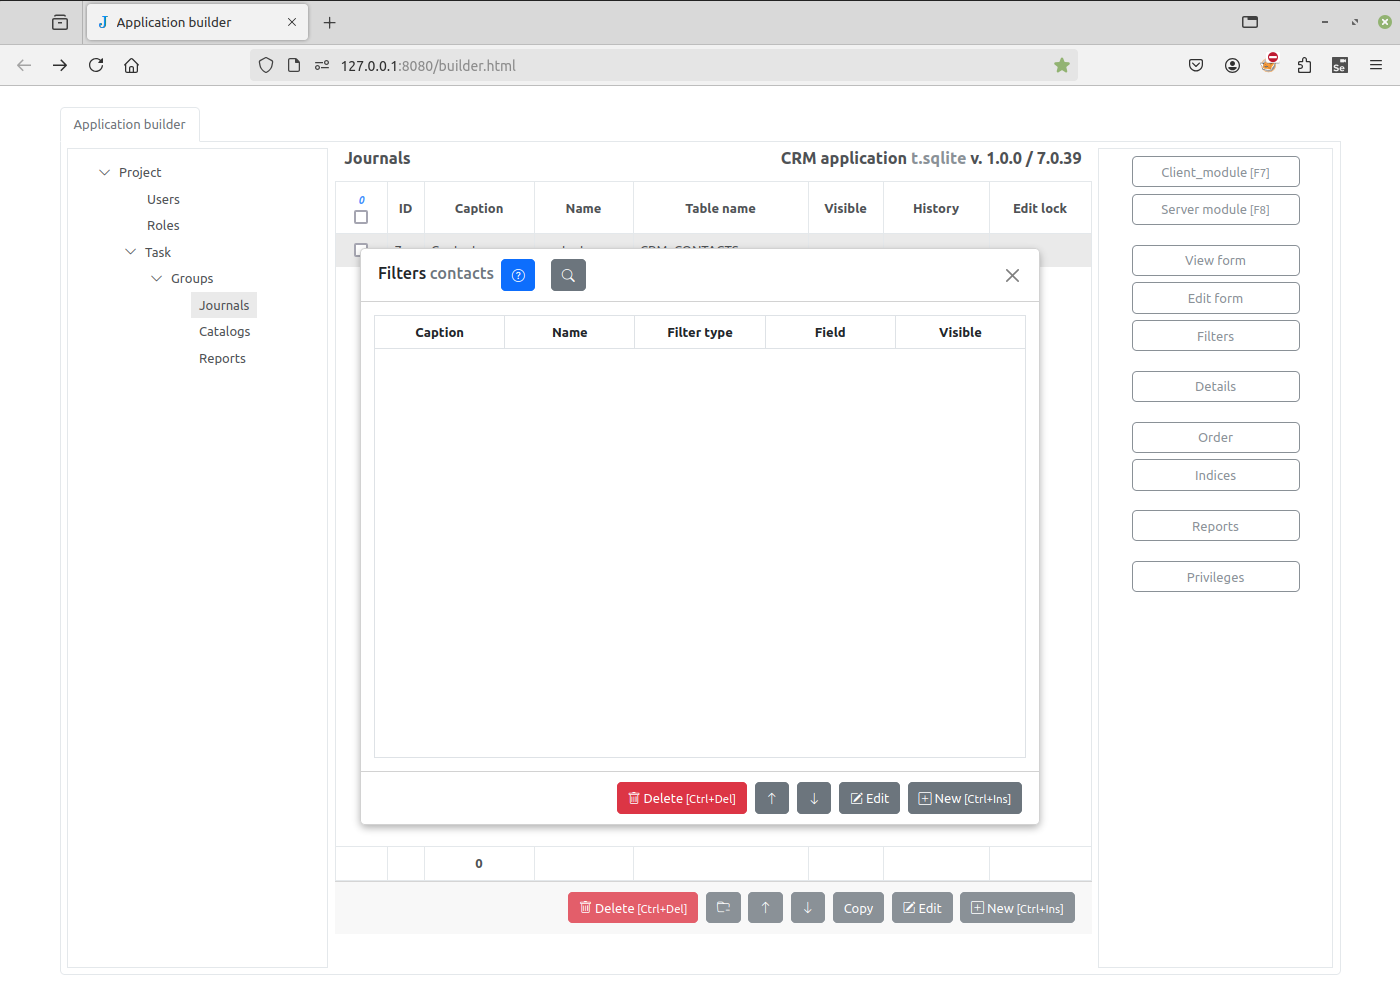 Application builder
127.0.0.1:8080/builder.html
Se
Application builder
Project
Users
Roles
Task
Groups
Journals
Catalogs
Reports
Journals
CRM application t.sqlite v. 1.0.0 / 7.0.39
0
ID Caption Name Table name Visible History Edit lock
Filters contacts
Caption Name Filter type Field Visible
Delete [Ctrl+Del] Edit New [Ctrl+Ins]
0
Delete [Ctrl+Del] Copy Edit New [Ctrl+Ins]
Client_module [F7]
Server module [F8]
View form
Edit form
Filters
Details
Order
Indices
Reports
Privileges